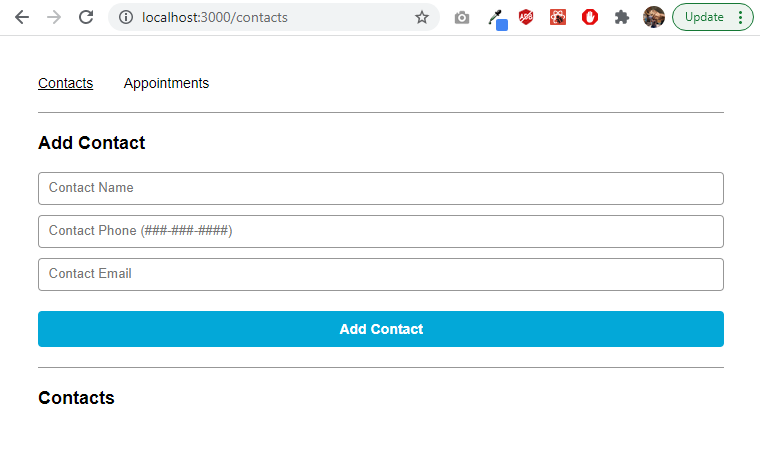 localhost:3000/contacts
Update
Contacts Appointments
Add Contact
Contact Name
Contact Phone (###-###-####)
Contact Email
Add Contact
Contacts